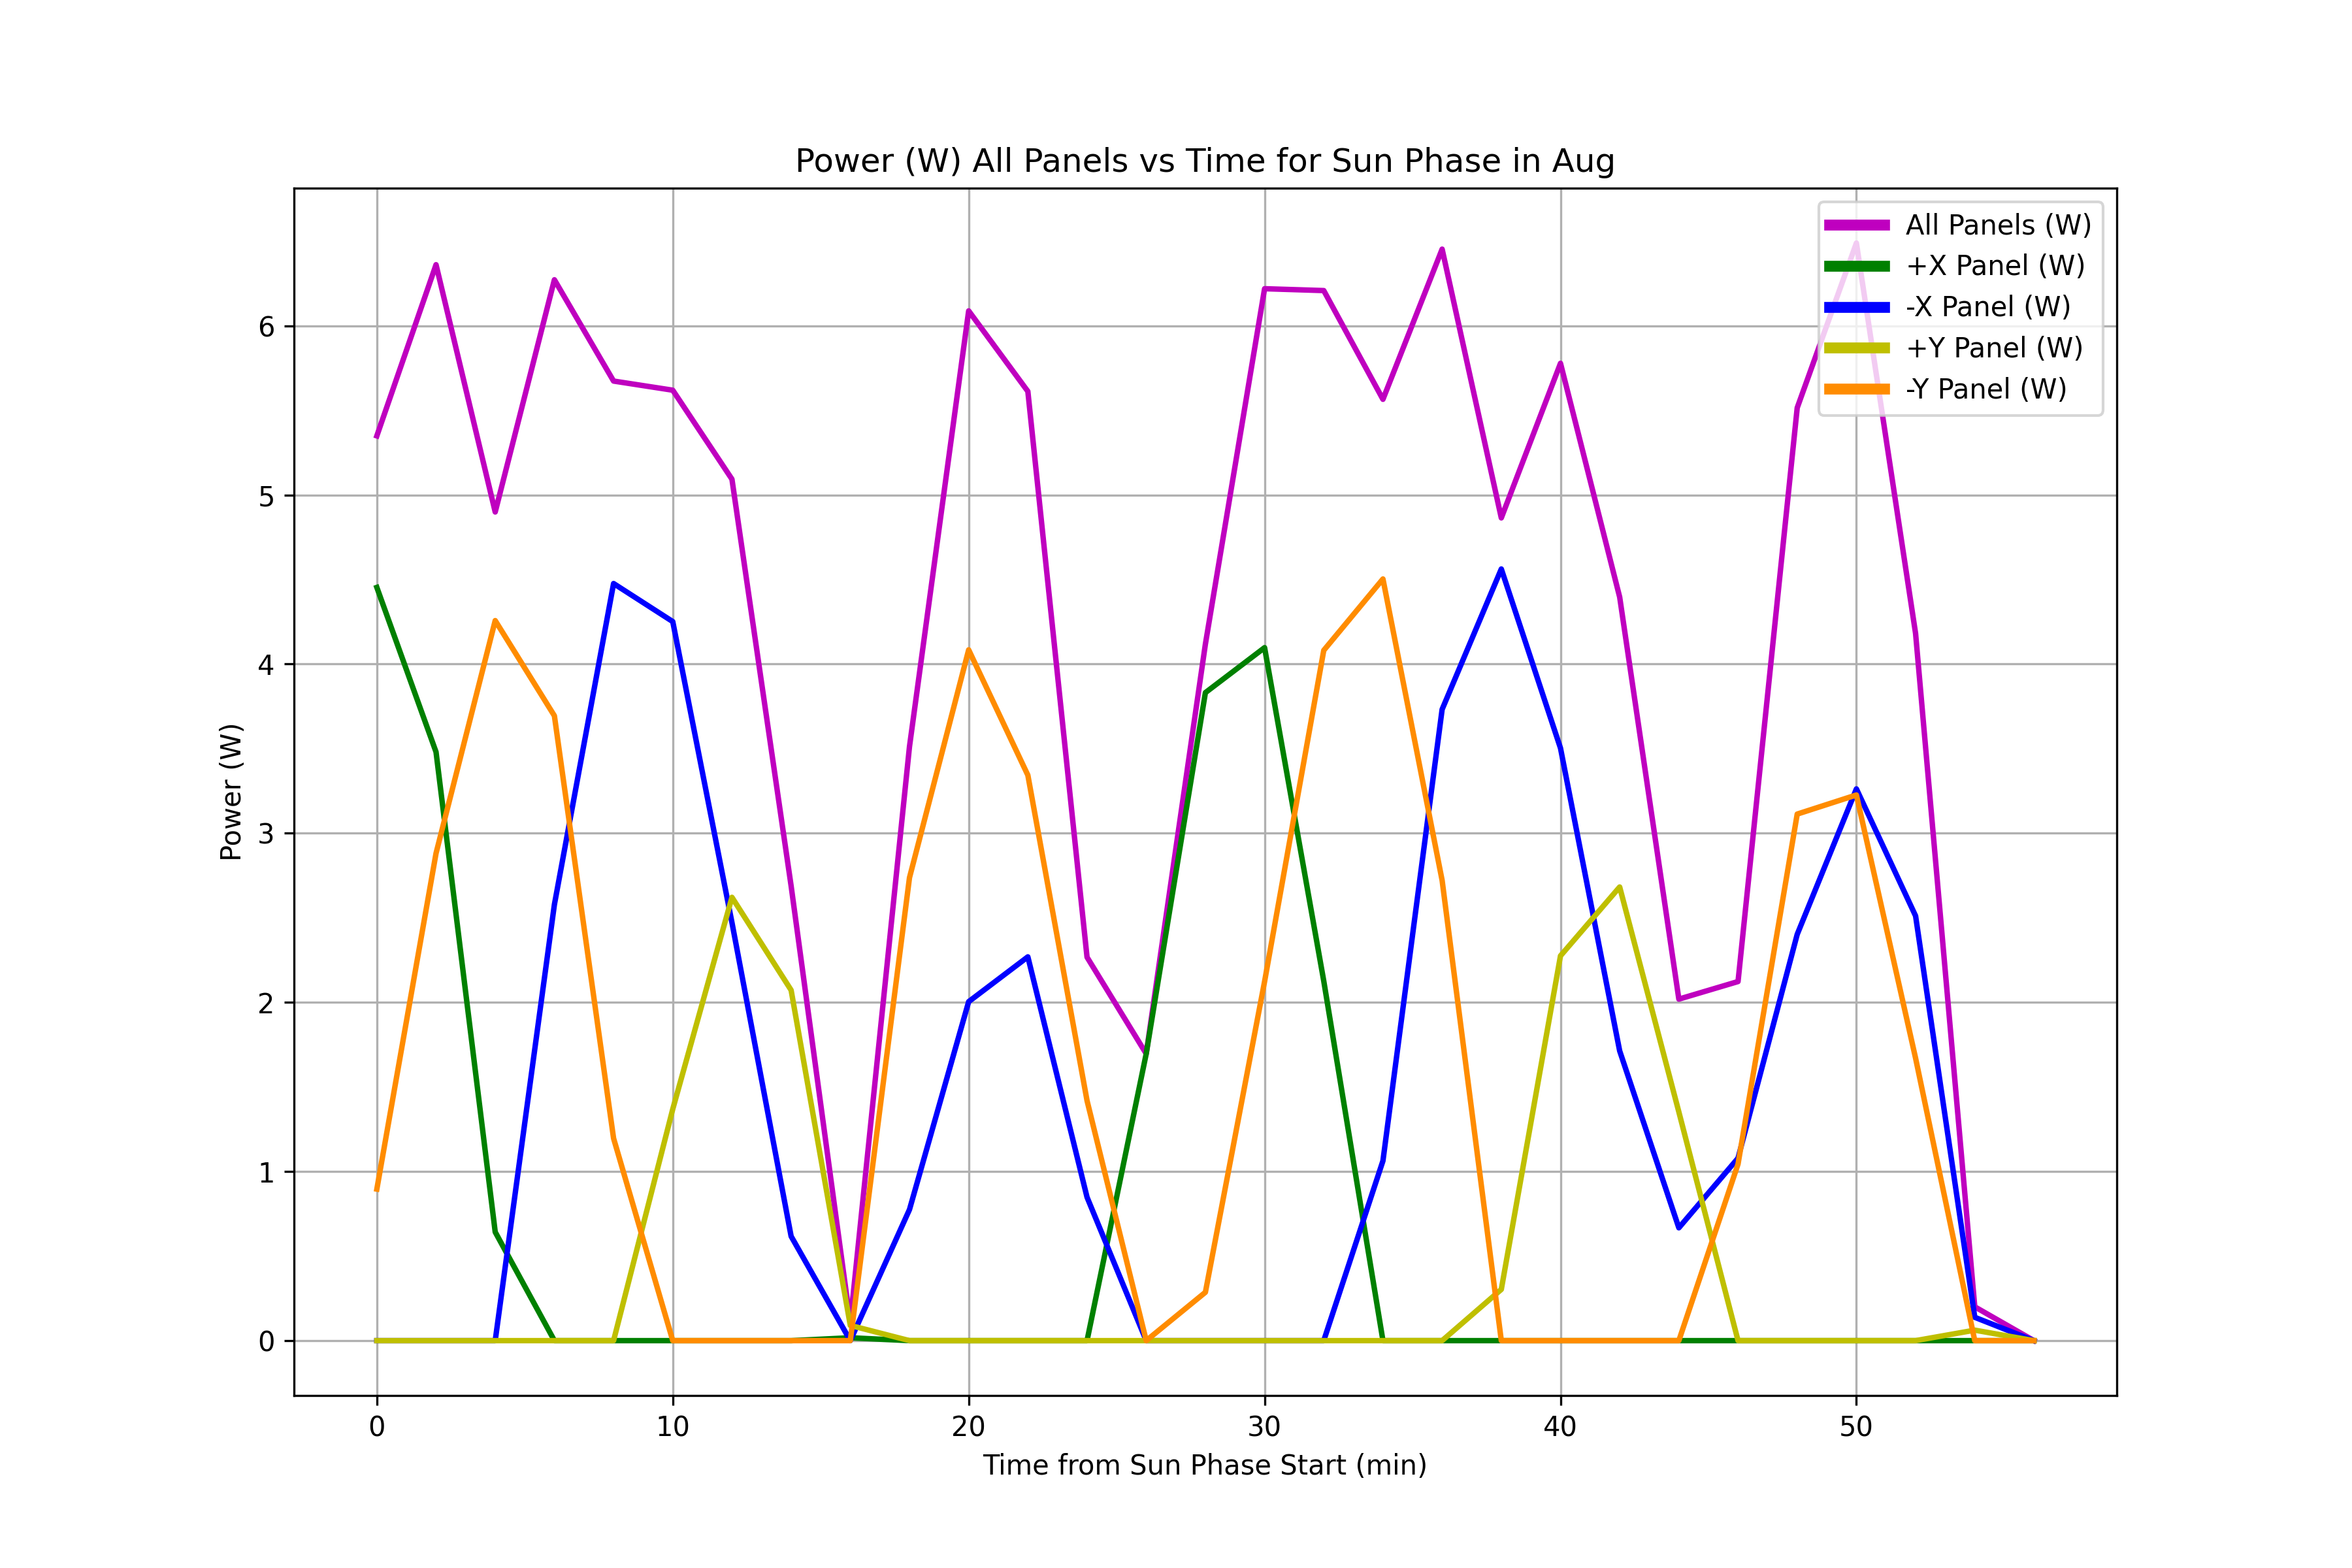 Power (W) All Panels vs Time for Sun Phase in Aug
All Panels (W)
+X Panel (W)
-X Panel (W)
+Y Panel (W)
-Y Panel (W)
Power (W)
6
5
4
3
2
1
0
0 10 20 30 40 50
Time from Sun Phase Start (min)